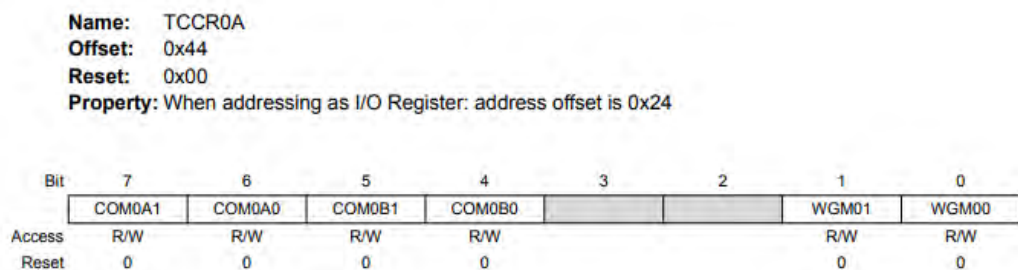 Name: TCCR0A
Offset: 0x44
Reset: 0x00
Property: When addressing as I/O Register: address offset is 0x24
Bit 7 6 5 4 3 2 1 0
COM0A1 COM0A0 COM0B1 COM0B0 WGM01 WGM00
Access R/W R/W R/W R/W R/W R/W
Reset 0 0 0 0 0 0